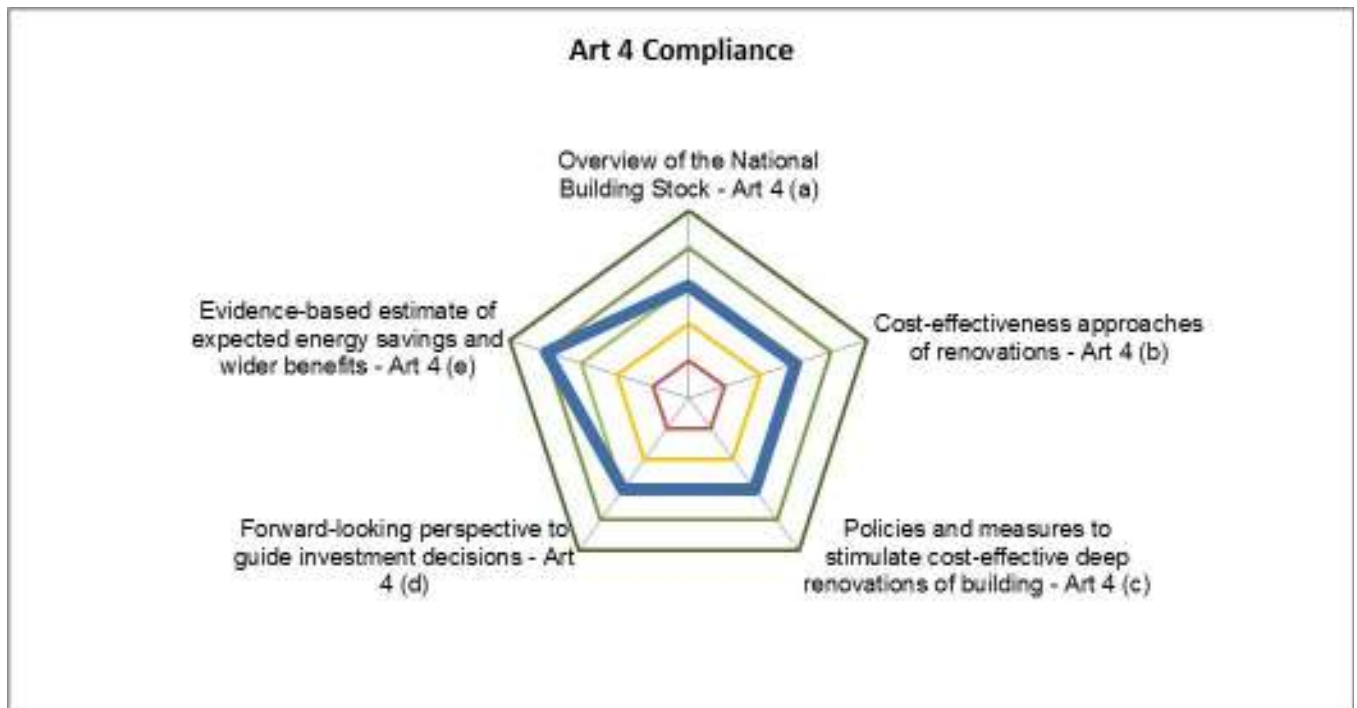 Art 4 Compliance
Overview of the National
Building Stock - Art 4 (a)
Evidence-based estimate of
expected energy savings and
wider benefits - Art 4 (e)
Cost-effectiveness approaches
of renovations - Art 4 (b)
Forward-looking perspective to
guide investment decisions - Art
4 (d)
Policies and measures to
stimulate cost-effective deep
renovations of building - Art 4 (c)